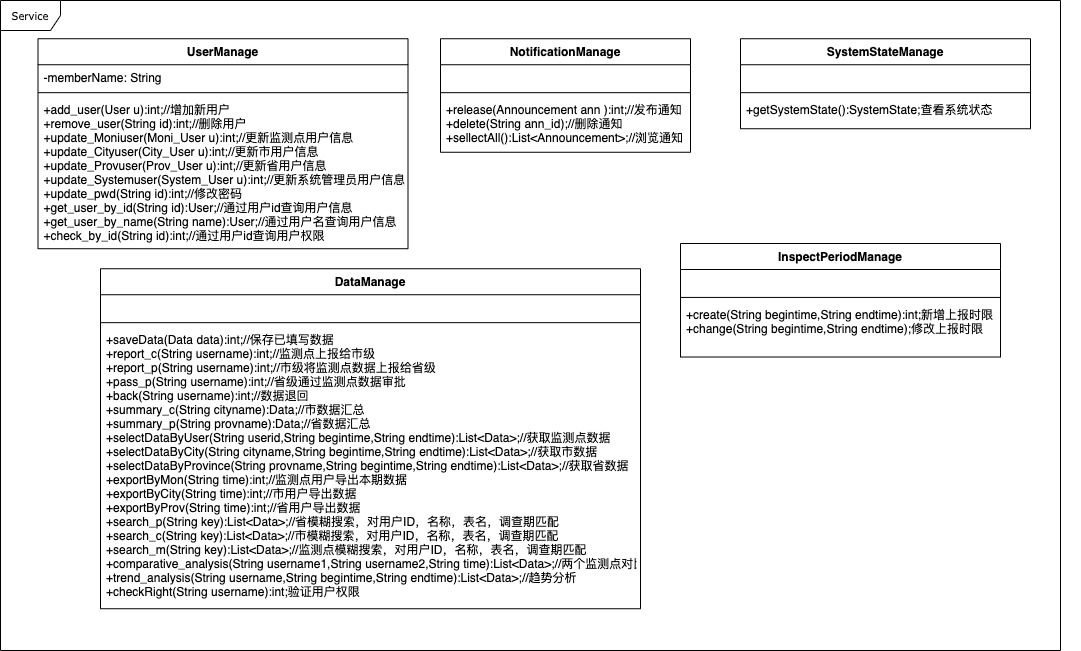 Service
UserManage
-memberName: String
+add_user(User u):int;//增加新用户
+remove_user(String id):int;//删除用户
+update_Moniuser(Moni_User u):int;//更新监测点用户信息
+update_Cityuser(City_User u):int;//更新市用户信息
+update_Provuser(Prov_User u):int;//更新省用户信息
+update_Systemuser(System_User u):int;//更新系统管理员用户信息
+update_pwd(String id):int;//修改密码
+get_user_by_id(String id):User;//通过用户id查询用户信息
+get_user_by_name(String name):User;//通过用户名查询用户信息
+check_by_id(String id):int;//通过用户id查询用户权限
NotificationManage
+release(Announcement ann ):int;//发布通知
+delete(String ann_id);//删除通知
+sellectAll():List<Announcement>;//浏览通知
SystemStateManage
+getSystemState():SystemState;查看系统状态
InspectPeriodManage
+create(String begintime,String endtime):int;新增上报时限
+change(String begintime,String endtime);修改上报时限
DataManage
+saveData(Data data):int;//保存已填写数据
+report_c(String username):int;//监测点上报给市级
+report_p(String username):int;//市级将监测点数据上报给省级
+pass_p(String username):int;//省级通过监测点数据审批
+back(String username):int;//数据退回
+summary_c(String cityname):Data;//市数据汇总
+summary_p(String provname):Data;//省数据汇总
+selectDataByUser(String userid,String begintime,String endtime):List<Data>;//获取监测点数据
+selectDataByCity(String cityname,String begintime,String endtime):List<Data>;//获取市数据
+selectDataByProvince(String provname,String begintime,String endtime):List<Data>;//获取省数据
+exportByMon(String time):int;//监测点用户导出本期数据
+exportByCity(String time):int;//市用户导出数据
+exportByProv(String time):int;//省用户导出数据
+search_p(String key):List<Data>;//省模糊搜索，对用户ID，名称，表名，调查期匹配
+search_c(String key):List<Data>;//市模糊搜索，对用户ID，名称，表名，调查期匹配
+search_m(String key):List<Data>;//监测点模糊搜索，对用户ID，名称，表名，调查期匹配
+comparative_analysis(String username1,String username2,String time):List<Data>;//两个监测点对
+trend_analysis(String username,String begintime,String endtime):List<Data>;//趋势分析
+checkRight(String username):int;验证用户权限